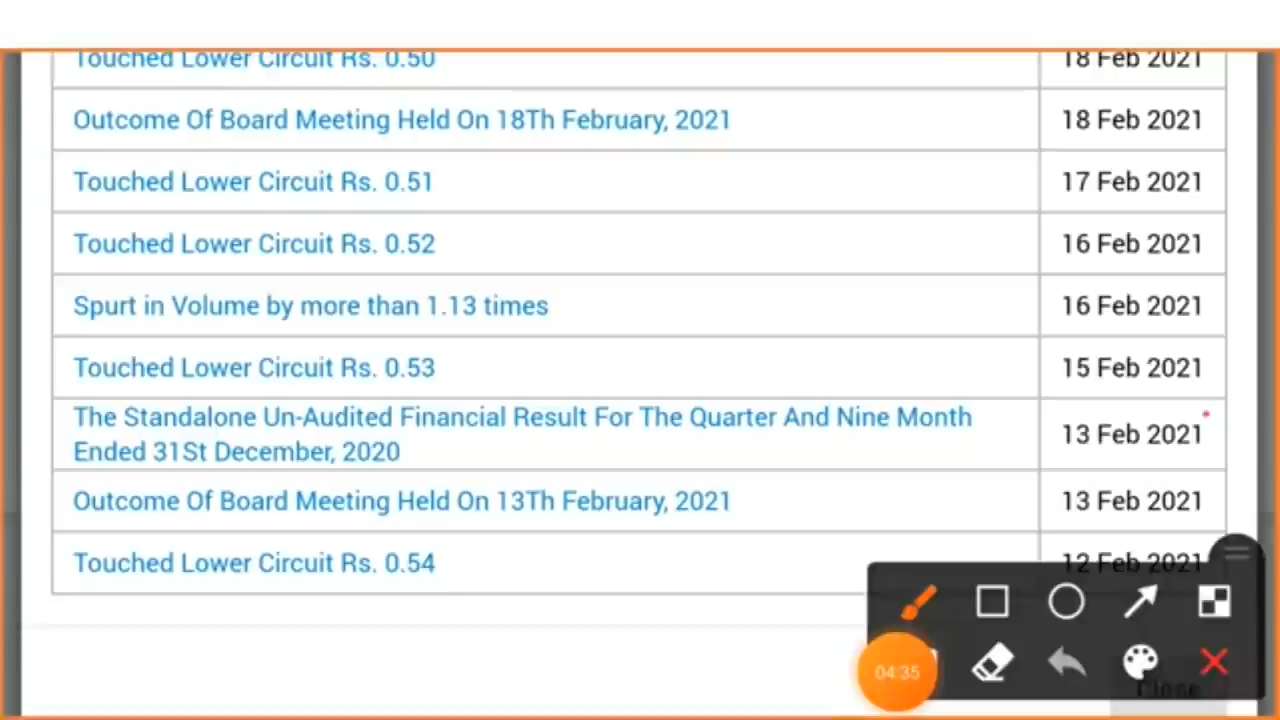 Touched Lower Circuit Rs. 0.50 18 Feb 2021
Outcome Of Board Meeting Held On 18Th February, 2021 18 Feb 2021
Touched Lower Circuit Rs. 0.51 17 Feb 2021
Touched Lower Circuit Rs. 0.52 16 Feb 2021
Spurt in Volume by more than 1.13 times 16 Feb 2021
Touched Lower Circuit Rs. 0.53 15 Feb 2021
The Standalone Un-Audited Financial Result For The Quarter And Nine Month
Ended 31St December, 2020 13 Feb 2021
Outcome Of Board Meeting Held On 13Th February, 2021 13 Feb 2021
Touched Lower Circuit Rs. 0.54 12 Feb 2021
04:35
Close